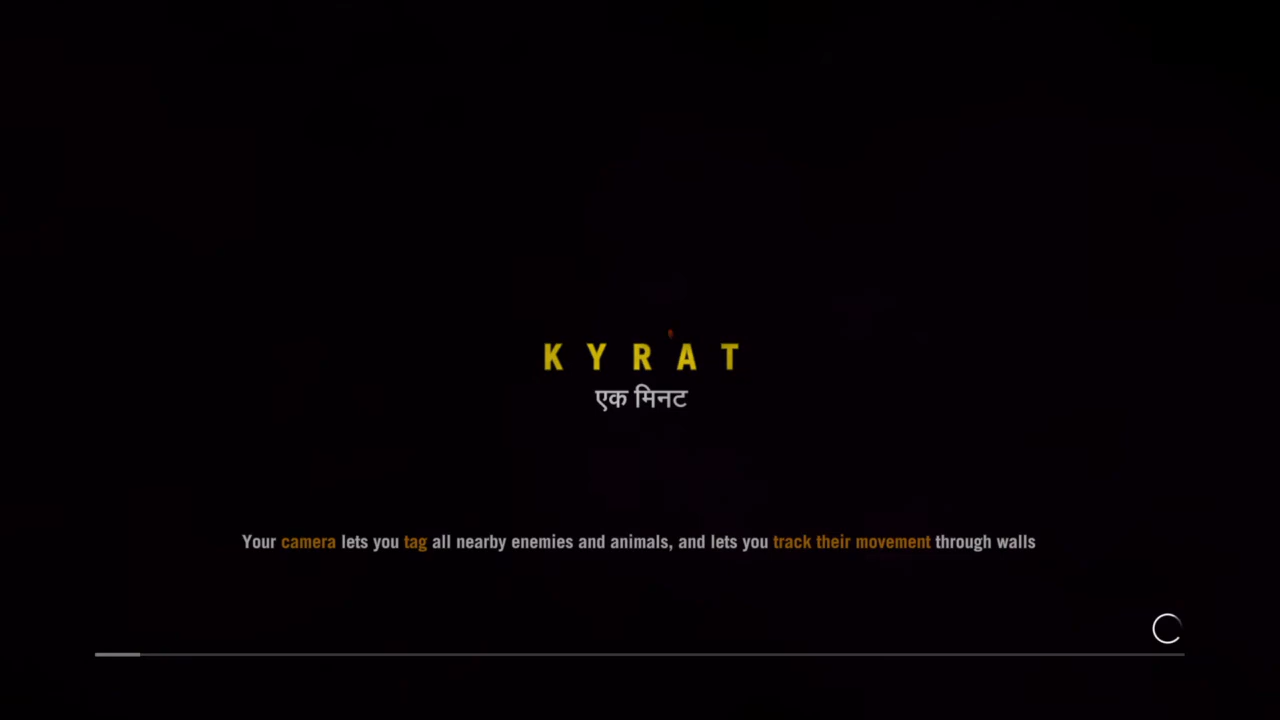 KYRAT
एक मिनट
Your camera lets you tag all nearby enemies and animals, and lets you track their movement through walls